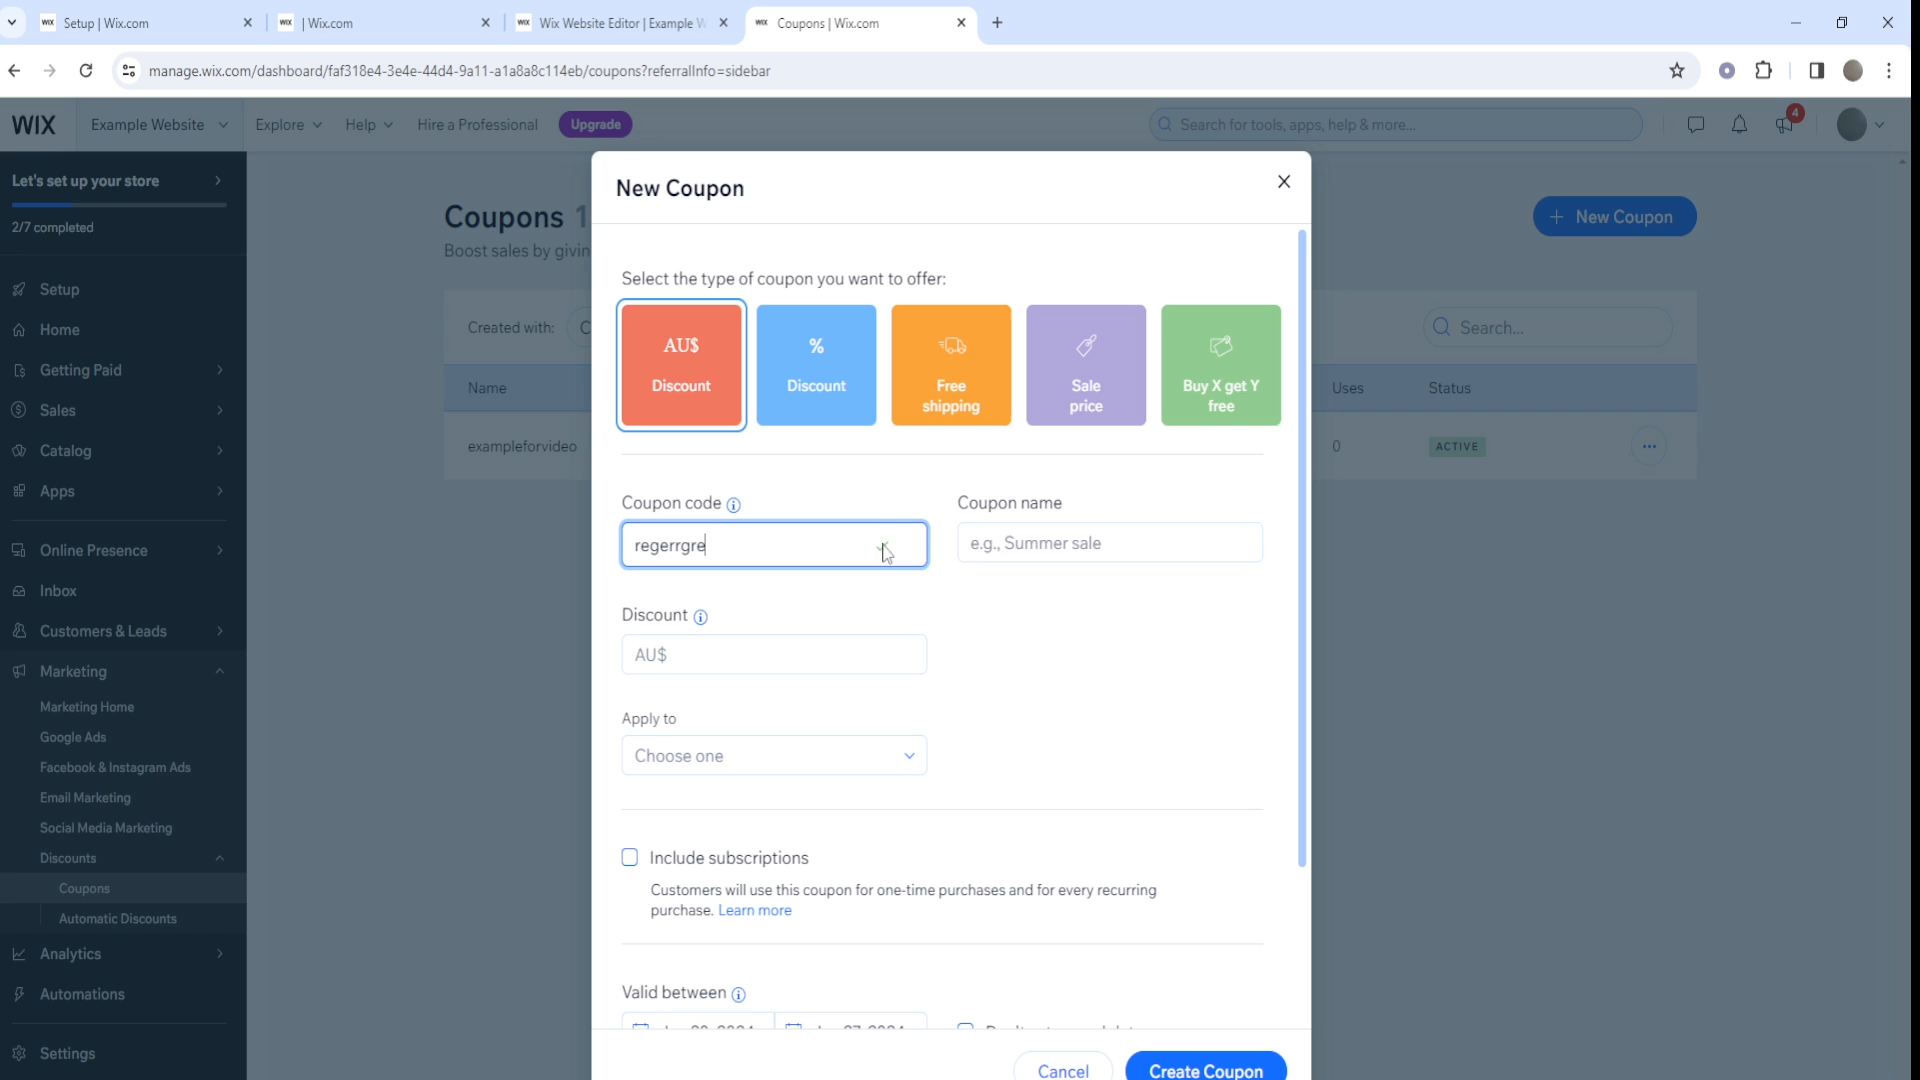 Setup | Wix.com
| Wix.com
Wix Website Editor | Example W
Coupons | Wix.com
manage.wix.com/dashboard/faf318e4-3e4e-44d4-9a11-a1a8a8c114eb/coupons?referralInfo=sidebar
WIX
Example Website
Explore
Help
Hire a Professional
Upgrade
Search for tools, apps, help & more...
4
Let's set up your store
2/7 completed
Setup
Home
Getting Paid
Sales
Catalog
Apps
Online Presence
Inbox
Customers & Leads
Marketing
Marketing Home
Google Ads
Facebook & Instagram Ads
Email Marketing
Social Media Marketing
Discounts
Coupons
Automatic Discounts
Analytics
Automations
Settings
Coupons 1
Boost sales by givin
+ New Coupon
Created with:
Search...
Name
Uses
Status
exampleforvideo
0
ACTIVE
New Coupon
Select the type of coupon you want to offer:
AU$
Discount
%
Discount
Free
shipping
Sale
price
Buy X get Y
free
Coupon code
Coupon name
regerrgre
e.g., Summer sale
Discount
AU$
Apply to
Choose one
Include subscriptions
Customers will use this coupon for one-time purchases and for every recurring
purchase. Learn more
Valid between
Cancel
Create Coupon